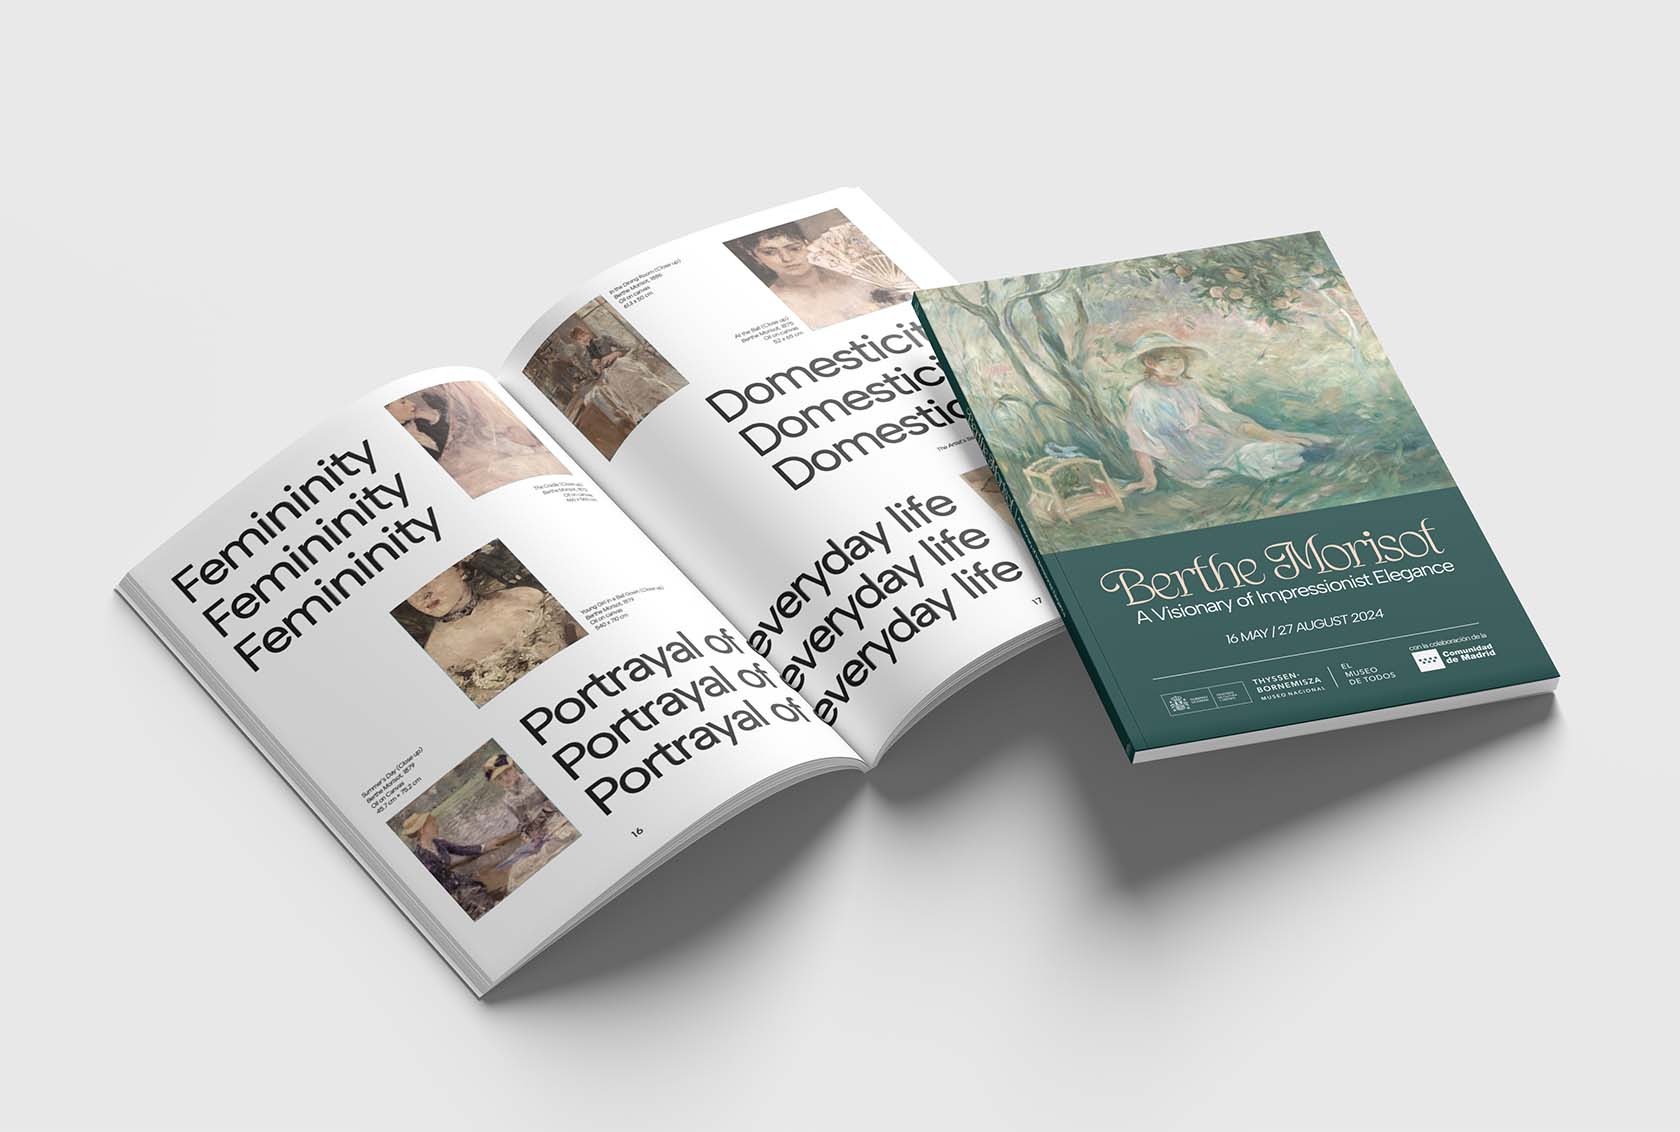 Femininity
Femininity
Femininity
The Cradle (Close up)
Berthe Morisot, 1872
Oil on canvas
Young Girl in a Ball Gown (Close up)
Berthe Morisot, 1879
Oil on canvas
540 x 710 cm
Portrayal of
Portrayal of
Portrayal of
Summer's Day (Close up)
Berthe Morisot, 1879
Oil on Canvas
45.7 cm × 75.2 cm
16
In the Dining Room (Close up)
Berthe Morisot, 1886
Oil on canvas
61.3 x 50 cm
At the Ball (Close up)
Berthe Morisot, 1875
Oil on canvas
52 x 65 cm
Domesticit
Domestici
Domestic
The Artist's
everyday life
everyday life
everyday life
17
Berthe Morisot
A Visionary of Impressionist Elegance
16 MAY / 27 AUGUST 2024
THYSSEN-
BORNEMISZA
MUSEO NACIONAL
EL
MUSEO
DE TODOS
con la colaboración de la
Comunidad
de Madrid